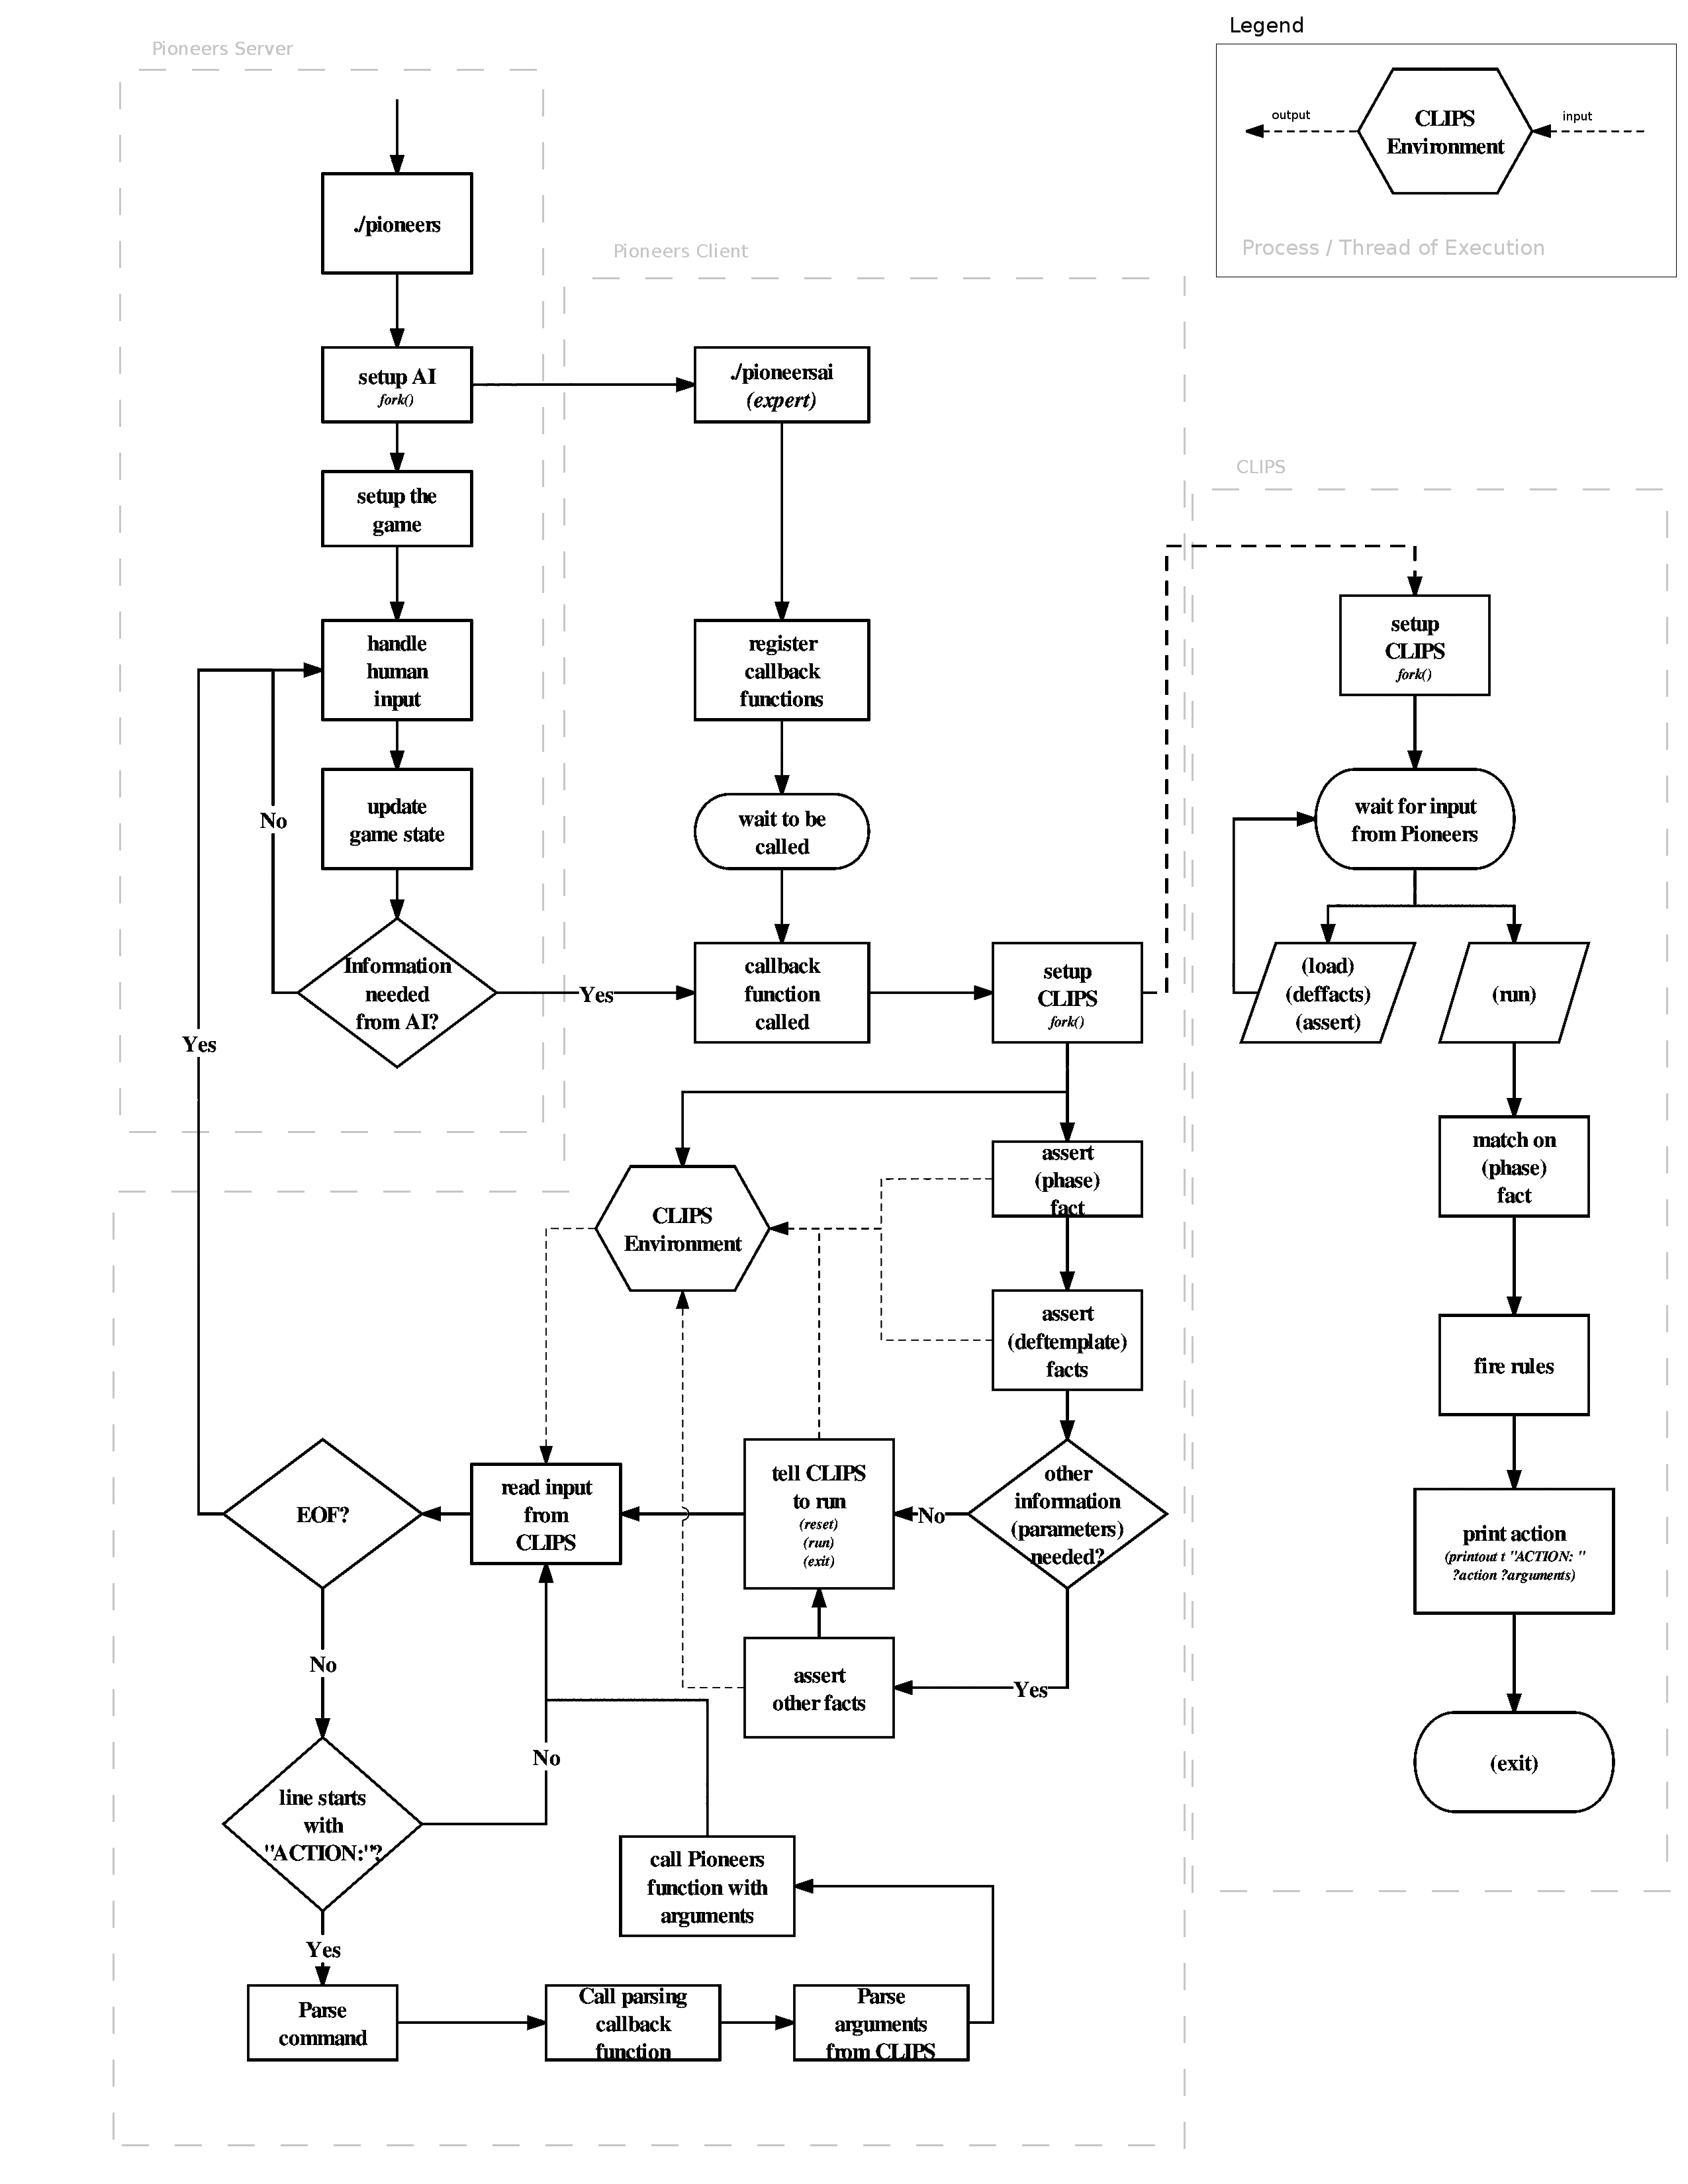 Legend
Pioneers Server
output
CLIPS
Environment
input
Process / Thread of Execution
./pioneers
Pioneers Client
setup AI
fork()
./pioneersai
(expert)
setup the
game
handle
human
input
register
callback
functions
update
game state
No
wait to be
called
Information
needed
from AI?
Yes
callback
function
called
setup
CLIPS
fork()
CLIPS
setup
CLIPS
fork()
wait for input
from Pioneers
(load)
(deffacts)
(assert)
(run)
match on
(phase)
fact
fire rules
print action
(printout t "ACTION: "
?action ?arguments)
(exit)
Yes
CLIPS
Environment
assert
(phase)
fact
assert
(deftemplate)
facts
other
information
(parameters)
needed?
No
Yes
tell CLIPS
to run
(reset)
(run)
(exit)
assert
other facts
read input
from
CLIPS
EOF?
No
line starts
with
"ACTION:"?
No
Yes
Parse
command
Call parsing
callback
function
Parse
arguments
from CLIPS
call Pioneers
function with
arguments